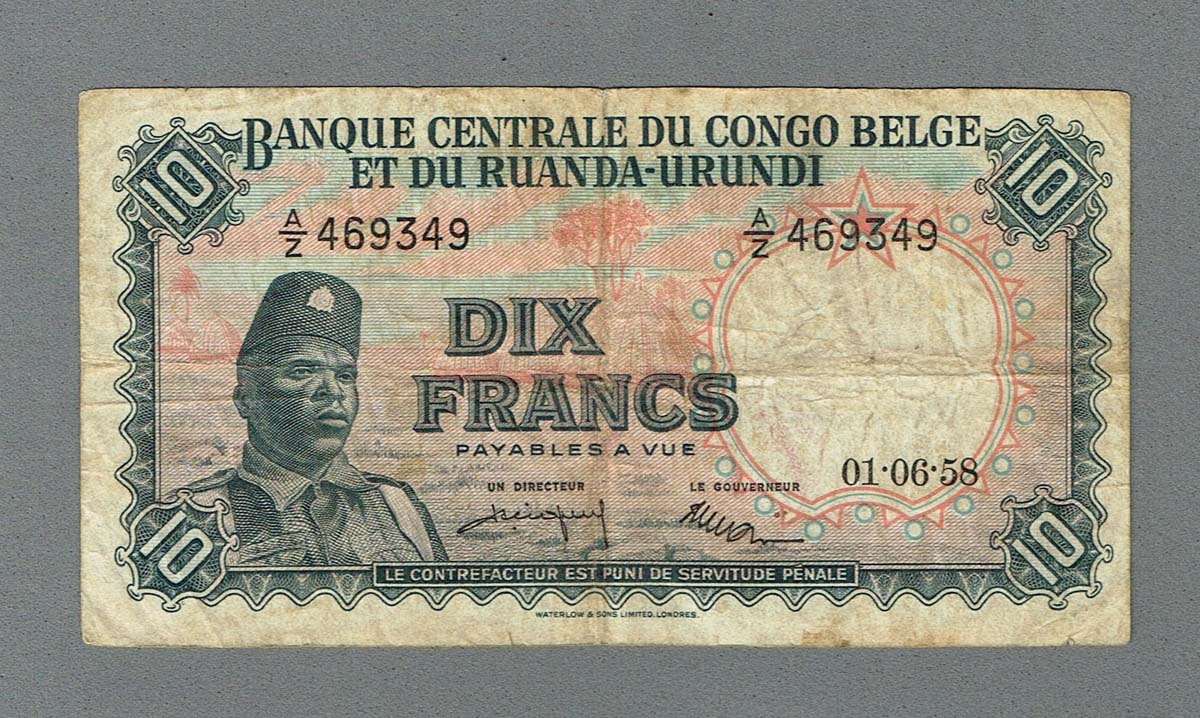 10 10
BANQUE CENTRALE DU CONGO BELGE
ET DU RUANDA-URUNDI
A/Z 469349 A/Z 469349
DIX
FRANCS
PAYABLES A VUE
01·06·58
UN DIRECTEUR LE GOUVERNEUR
10 10
LE CONTREFACTEUR EST PUNI DE SERVITUDE PÉNALE
WATERLOW & SONS LIMITED. LONDRES.